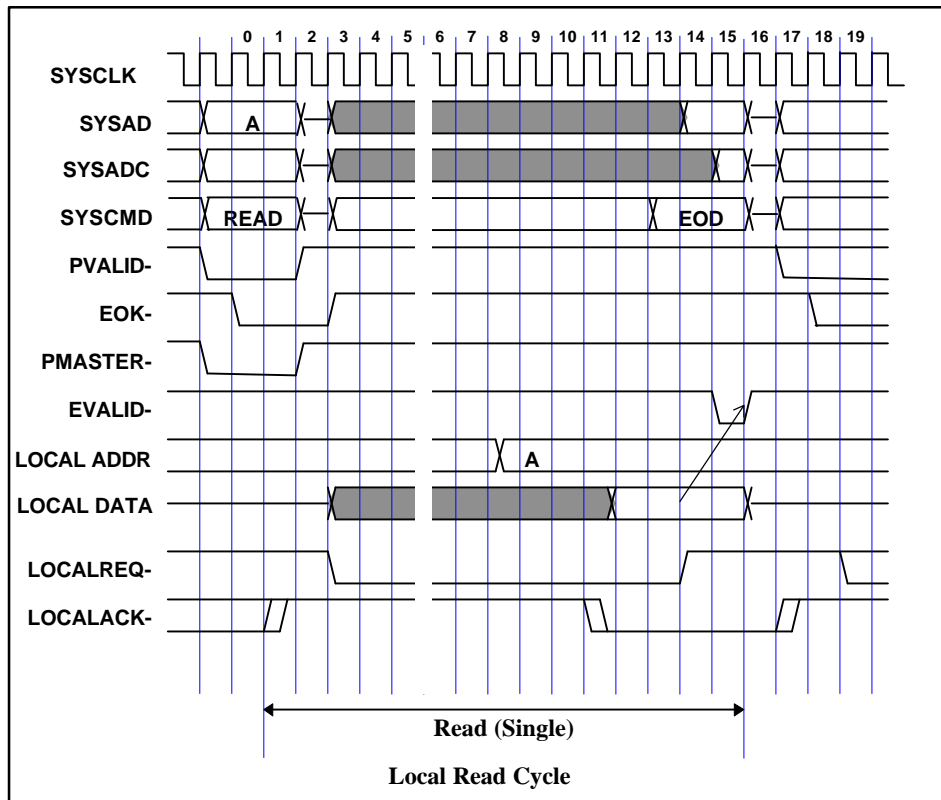 0 1 2 3 4 5 6 7 8 9 10 11 12 13 14 15 16 17 18 19
SYSCLK
SYSAD A
SYSADC
SYSCMD READ EOD
PVALID-
EOK-
PMASTER-
EVALID-
LOCAL ADDR A
LOCAL DATA
LOCALREQ-
LOCALACK-
Read (Single)
Local Read Cycle